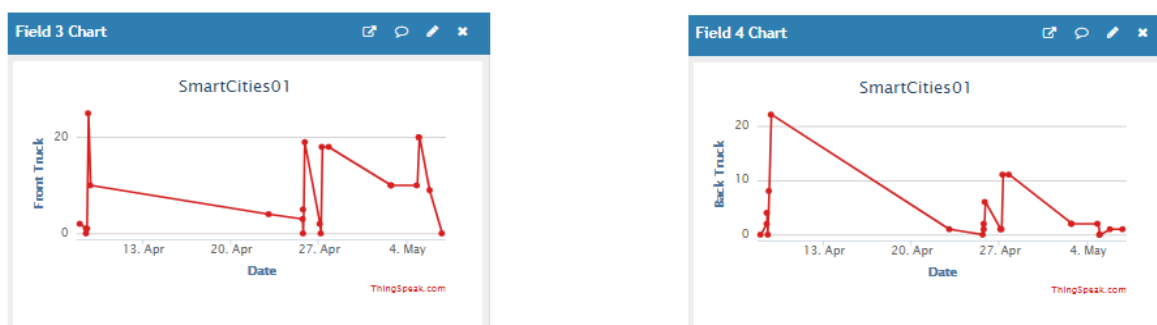 Field 3 Chart
SmartCities01
Front Truck
20
0
13. Apr
20. Apr
27. Apr
4. May
Date
ThingSpeak.com
Field 4 Chart
SmartCities01
Back Truck
20
10
0
13. Apr
20. Apr
27. Apr
4. May
Date
ThingSpeak.com